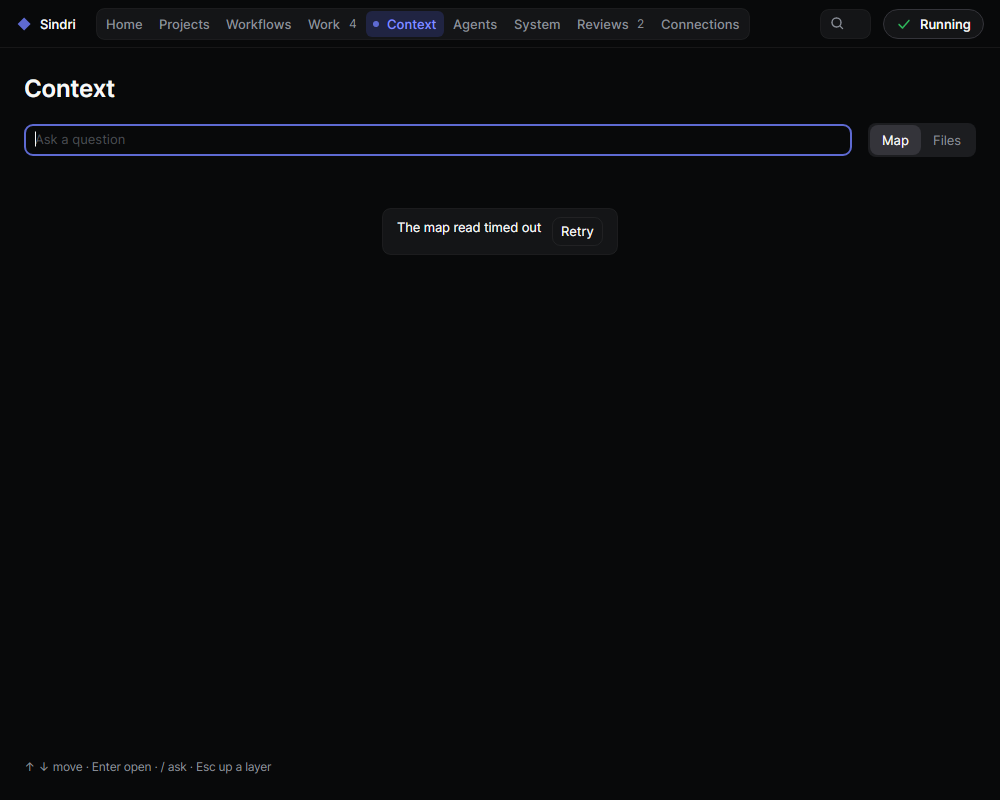 Sindri Home Projects Workflows Work 4 Context Agents System Reviews 2 Connections Running
Context
Ask a question Map Files
The map read timed out Retry
↑ ↓ move · Enter open · / ask · Esc up a layer